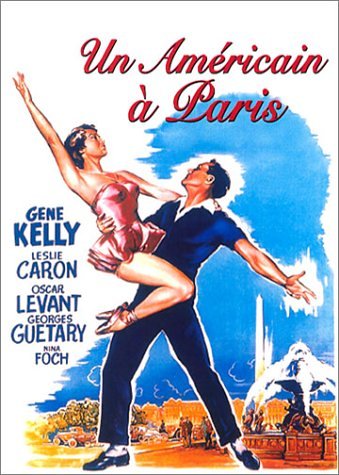 Un Américain
à Paris
GENE
KELLY
LESLIE
CARON
OSCAR
LEVANT
GEORGES
GUETARY
NINA
FOCH